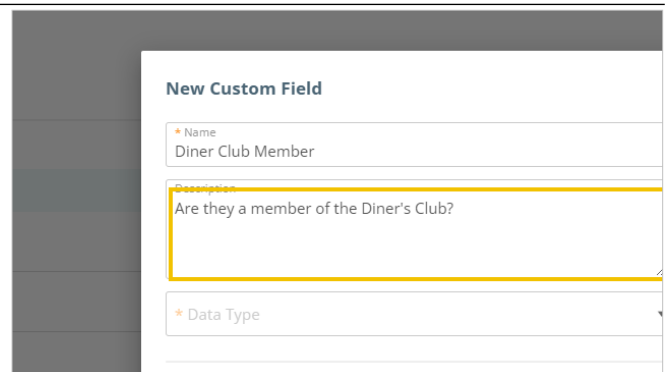 New Custom Field
* Name
Diner Club Member
Description
Are they a member of the Diner's Club?
* Data Type